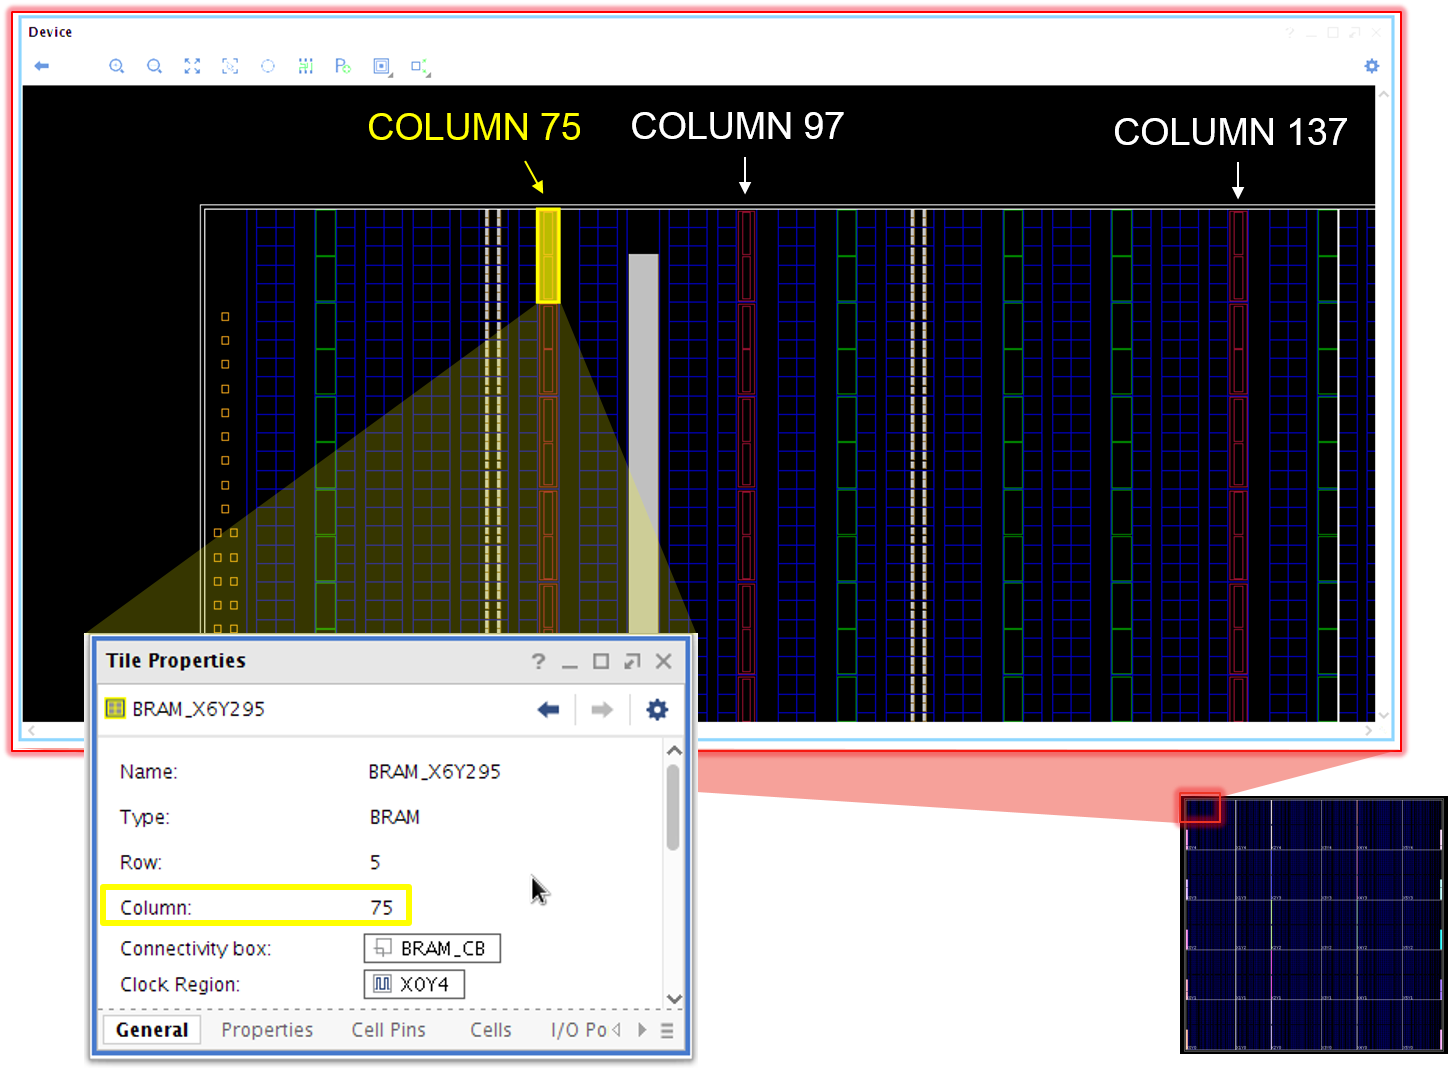 Device
COLUMN 75
COLUMN 97
COLUMN 137
Tile Properties
BRAM_X6Y295
Name: BRAM_X6Y295
Type: BRAM
Row: 5
Column: 75
Connectivity box: BRAM_CB
Clock Region: X0Y4
General Properties Cell Pins Cells I/O Po